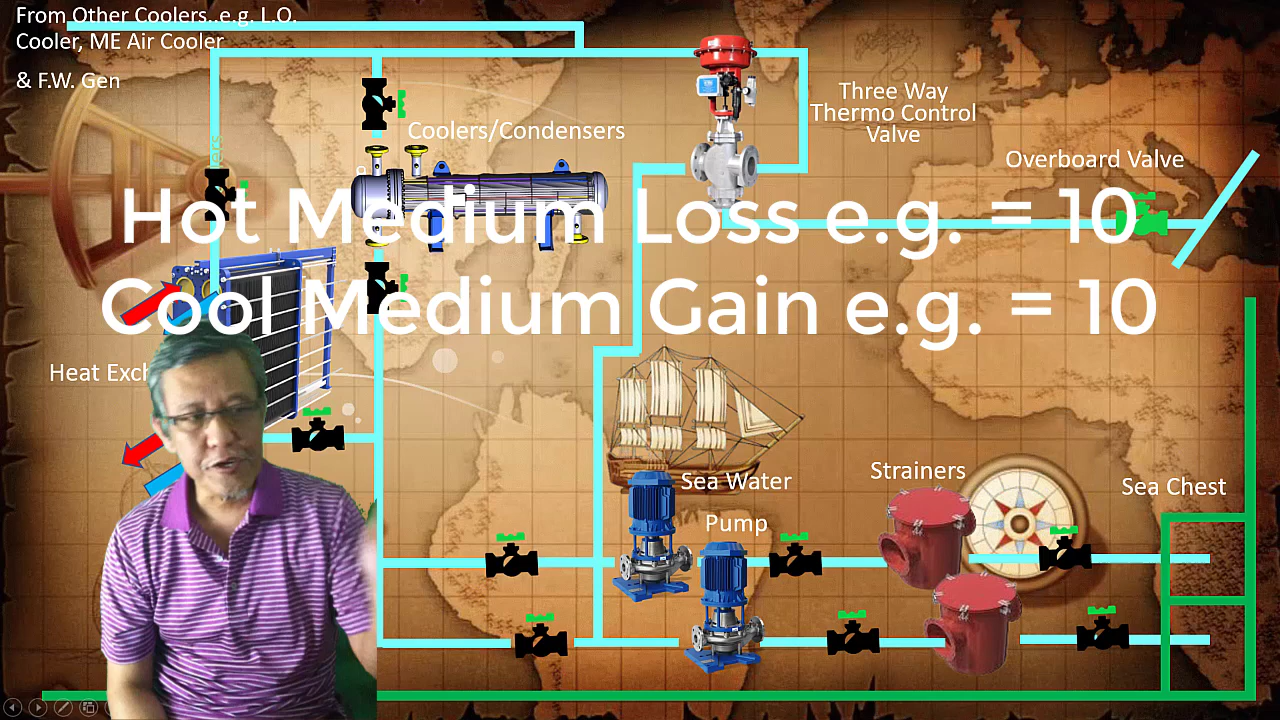 From Other Coolers..e.g. L.O.
Cooler, ME Air Cooler
& F.W. Gen
Three Way
Thermo Control
Valve
Coolers/Condensers
Overboard Valve
Hot Medium Loss e.g. = 10
Cool Medium Gain e.g. = 10
Heat
Sea Water
Pump
Strainers
Sea Chest